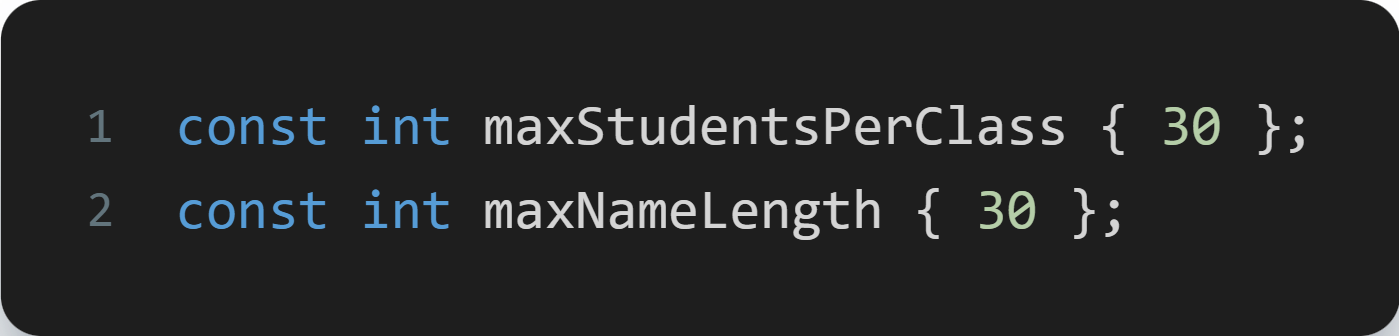 1 const int maxStudentsPerClass { 30 };
2 const int maxNameLength { 30 };